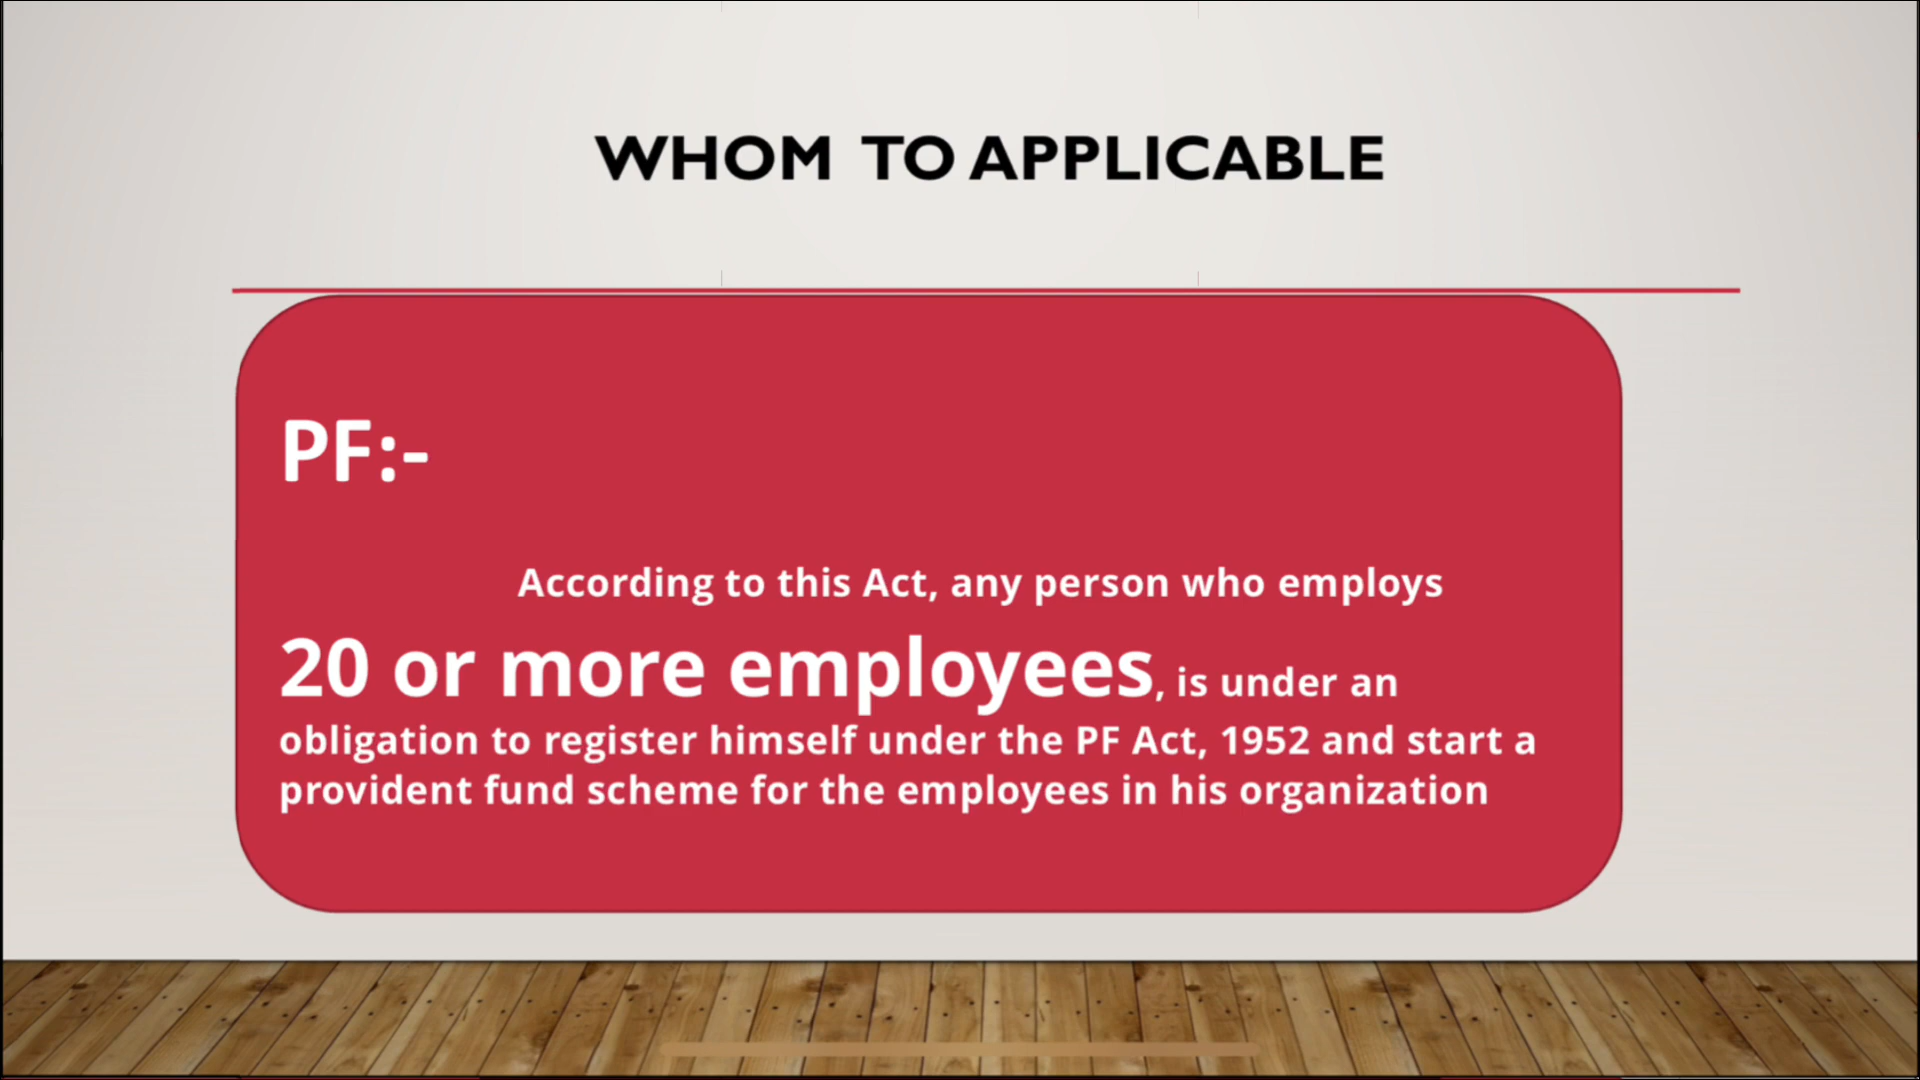 WHOM TO APPLICABLE
PF:-
According to this Act, any person who employs
20 or more employees, is under an
obligation to register himself under the PF Act, 1952 and start a
provident fund scheme for the employees in his organization